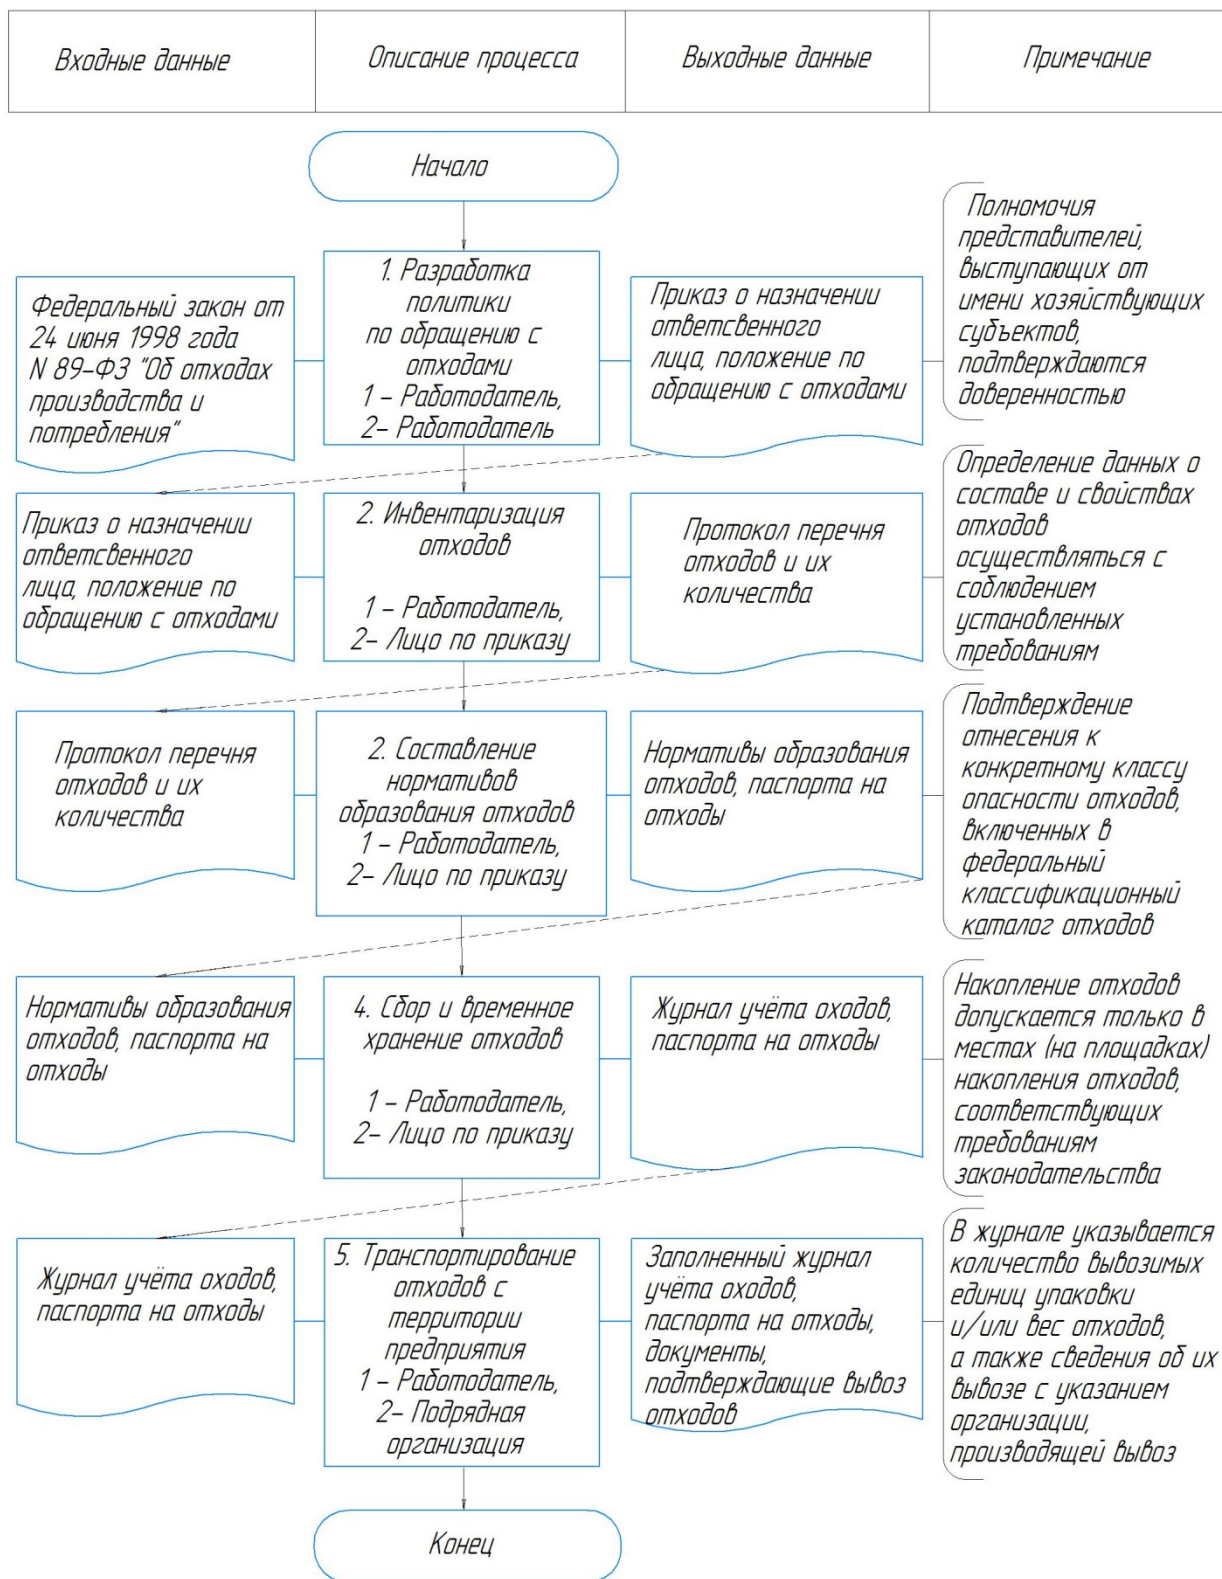 Входные данные
Описание процесса
Выходные данные
Примечание
Начало
Федеральный закон от
24 июня 1998 года
N 89-ФЗ "Об отходах
производства и
потребления"
1. Разработка
политики
по обращению с
отходами
1 - Работодатель,
2- Работодатель
Приказ о назначении
ответсвенного
лица, положение по
обращению с отходами
Полномочия
представителей,
выступающих от
имени хозяйствующих
субъектов,
подтверждаются
доверенностью
Приказ о назначении
ответсвенного
лица, положение по
обращению с отходами
2. Инвентаризация
отходов
1 - Работодатель,
2- Лицо по приказу
Протокол перечня
отходов и их
количества
Определение данных о
составе и свойствах
отходов
осуществляться с
соблюдением
установленных
требованиям
Протокол перечня
отходов и их
количества
2. Составление
нормативов
образования отходов
1 - Работодатель,
2- Лицо по приказу
Нормативы образования
отходов, паспорта на
отходы
Подтверждение
отнесения к
конкретному классу
опасности отходов,
включенных в
федеральный
классификационный
каталог отходов
Нормативы образования
отходов, паспорта на
отходы
4. Сбор и временное
хранение отходов
1 - Работодатель,
2- Лицо по приказу
Журнал учёта оходов,
паспорта на отходы
Накопление отходов
допускается только в
местах (на площадках)
накопления отходов,
соответствующих
требованиям
законодательства
Журнал учёта оходов,
паспорта на отходы
5. Транспортирование
отходов с
территории
предприятия
1 - Работодатель,
2- Подрядная
организация
Заполненный журнал
учёта оходов,
паспорта на отходы,
документы,
подтверждающие вывоз
отходов
В журнале указывается
количество вывозимых
единиц упаковки
и/или вес отходов,
а также сведения об их
вывозе с указанием
организации,
производящей вывоз
Конец